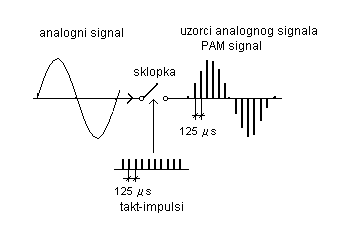 analogni signal
uzorci analognog signala
PAM signal
sklopka
125 μs
125 μs
takt-impulsi